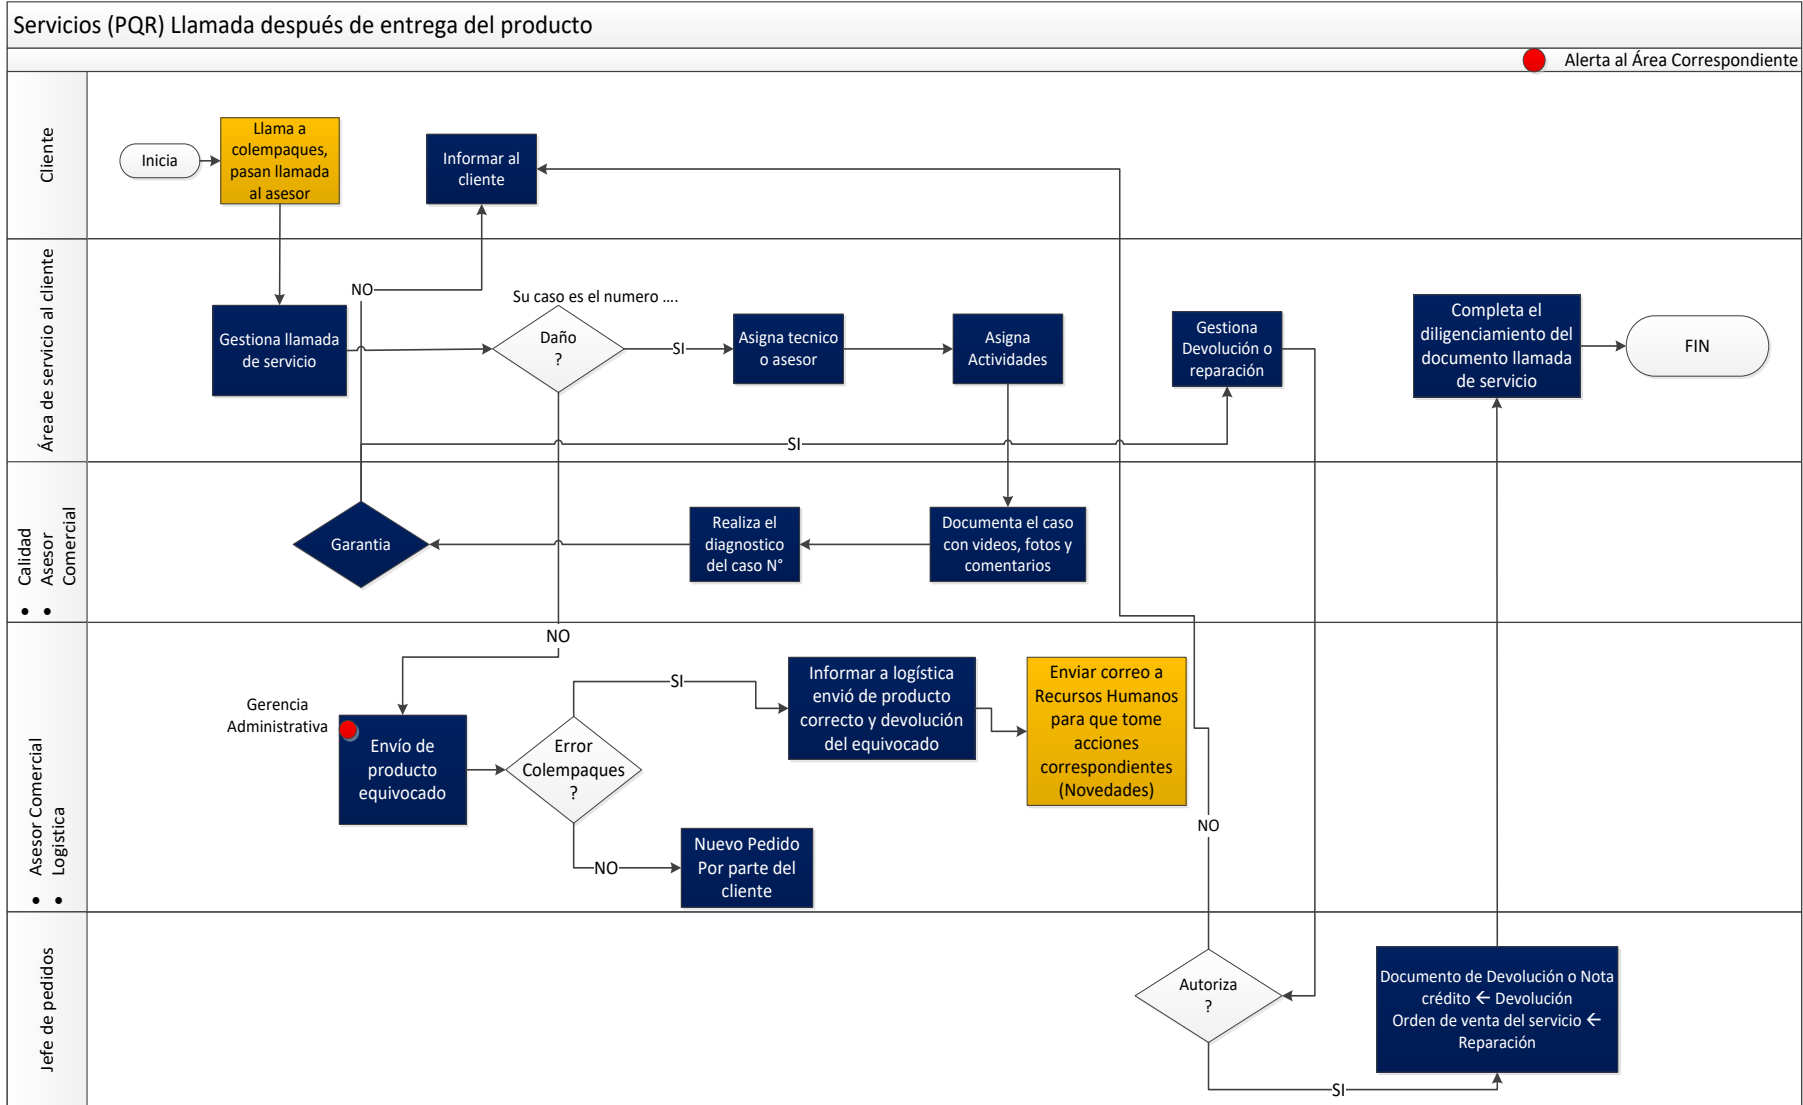 Servicios (PQR) Llamada después de entrega del producto
Alerta al Área Correspondiente
Cliente
Inicia
Llama a
colempaques,
pasan llamada
al asesor
Informar al
cliente
Área de servicio al cliente
NO
Gestiona llamada
de servicio
Su caso es el numero ....
Daño
?
SI
Asigna tecnico
o asesor
Asigna
Actividades
Gestiona
Devolución o
reparación
Completa el
diligenciamiento del
documento llamada
de servicio
FIN
SI
• Calidad
• Asesor
Comercial
Garantia
Realiza el
diagnostico
del caso N°
Documenta el caso
con videos, fotos y
comentarios
NO
• Asesor Comercial
• Logistica
Gerencia
Administrativa
Envío de
producto
equivocado
Error
Colempaques
?
SI
Informar a logística
envió de producto
correcto y devolución
del equivocado
Enviar correo a
Recursos Humanos
para que tome
acciones
correspondientes
(Novedades)
NO
Nuevo Pedido
Por parte del
cliente
NO
Jefe de pedidos
Autoriza
?
SI
Documento de Devolución o Nota
crédito ← Devolución
Orden de venta del servicio ←
Reparación